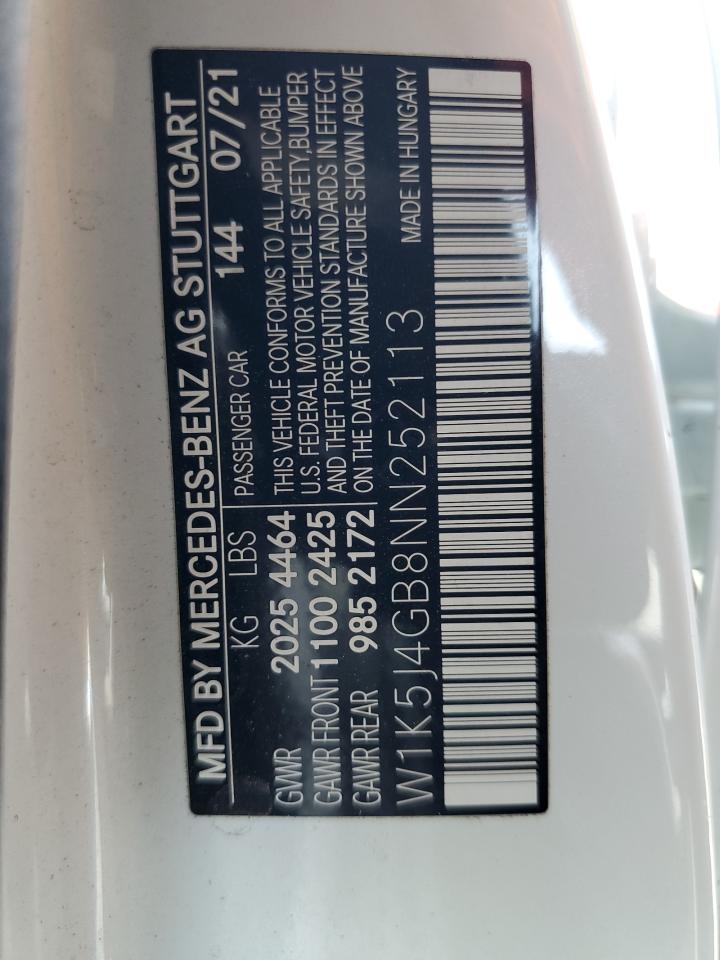 MFD BY MERCEDES-BENZ AG STUTTGART
144 07/21
KG LBS PASSENGER CAR
GVWR 2025 4464
GAWR FRONT 1100 2425
GAWR REAR 985 2172
THIS VEHICLE CONFORMS TO ALL APPLICABLE
U.S. FEDERAL MOTOR VEHICLE SAFETY,BUMPER
AND THEFT PREVENTION STANDARDS IN EFFECT
ON THE DATE OF MANUFACTURE SHOWN ABOVE
W1K5J4GB8NN252113 MADE IN HUNGARY